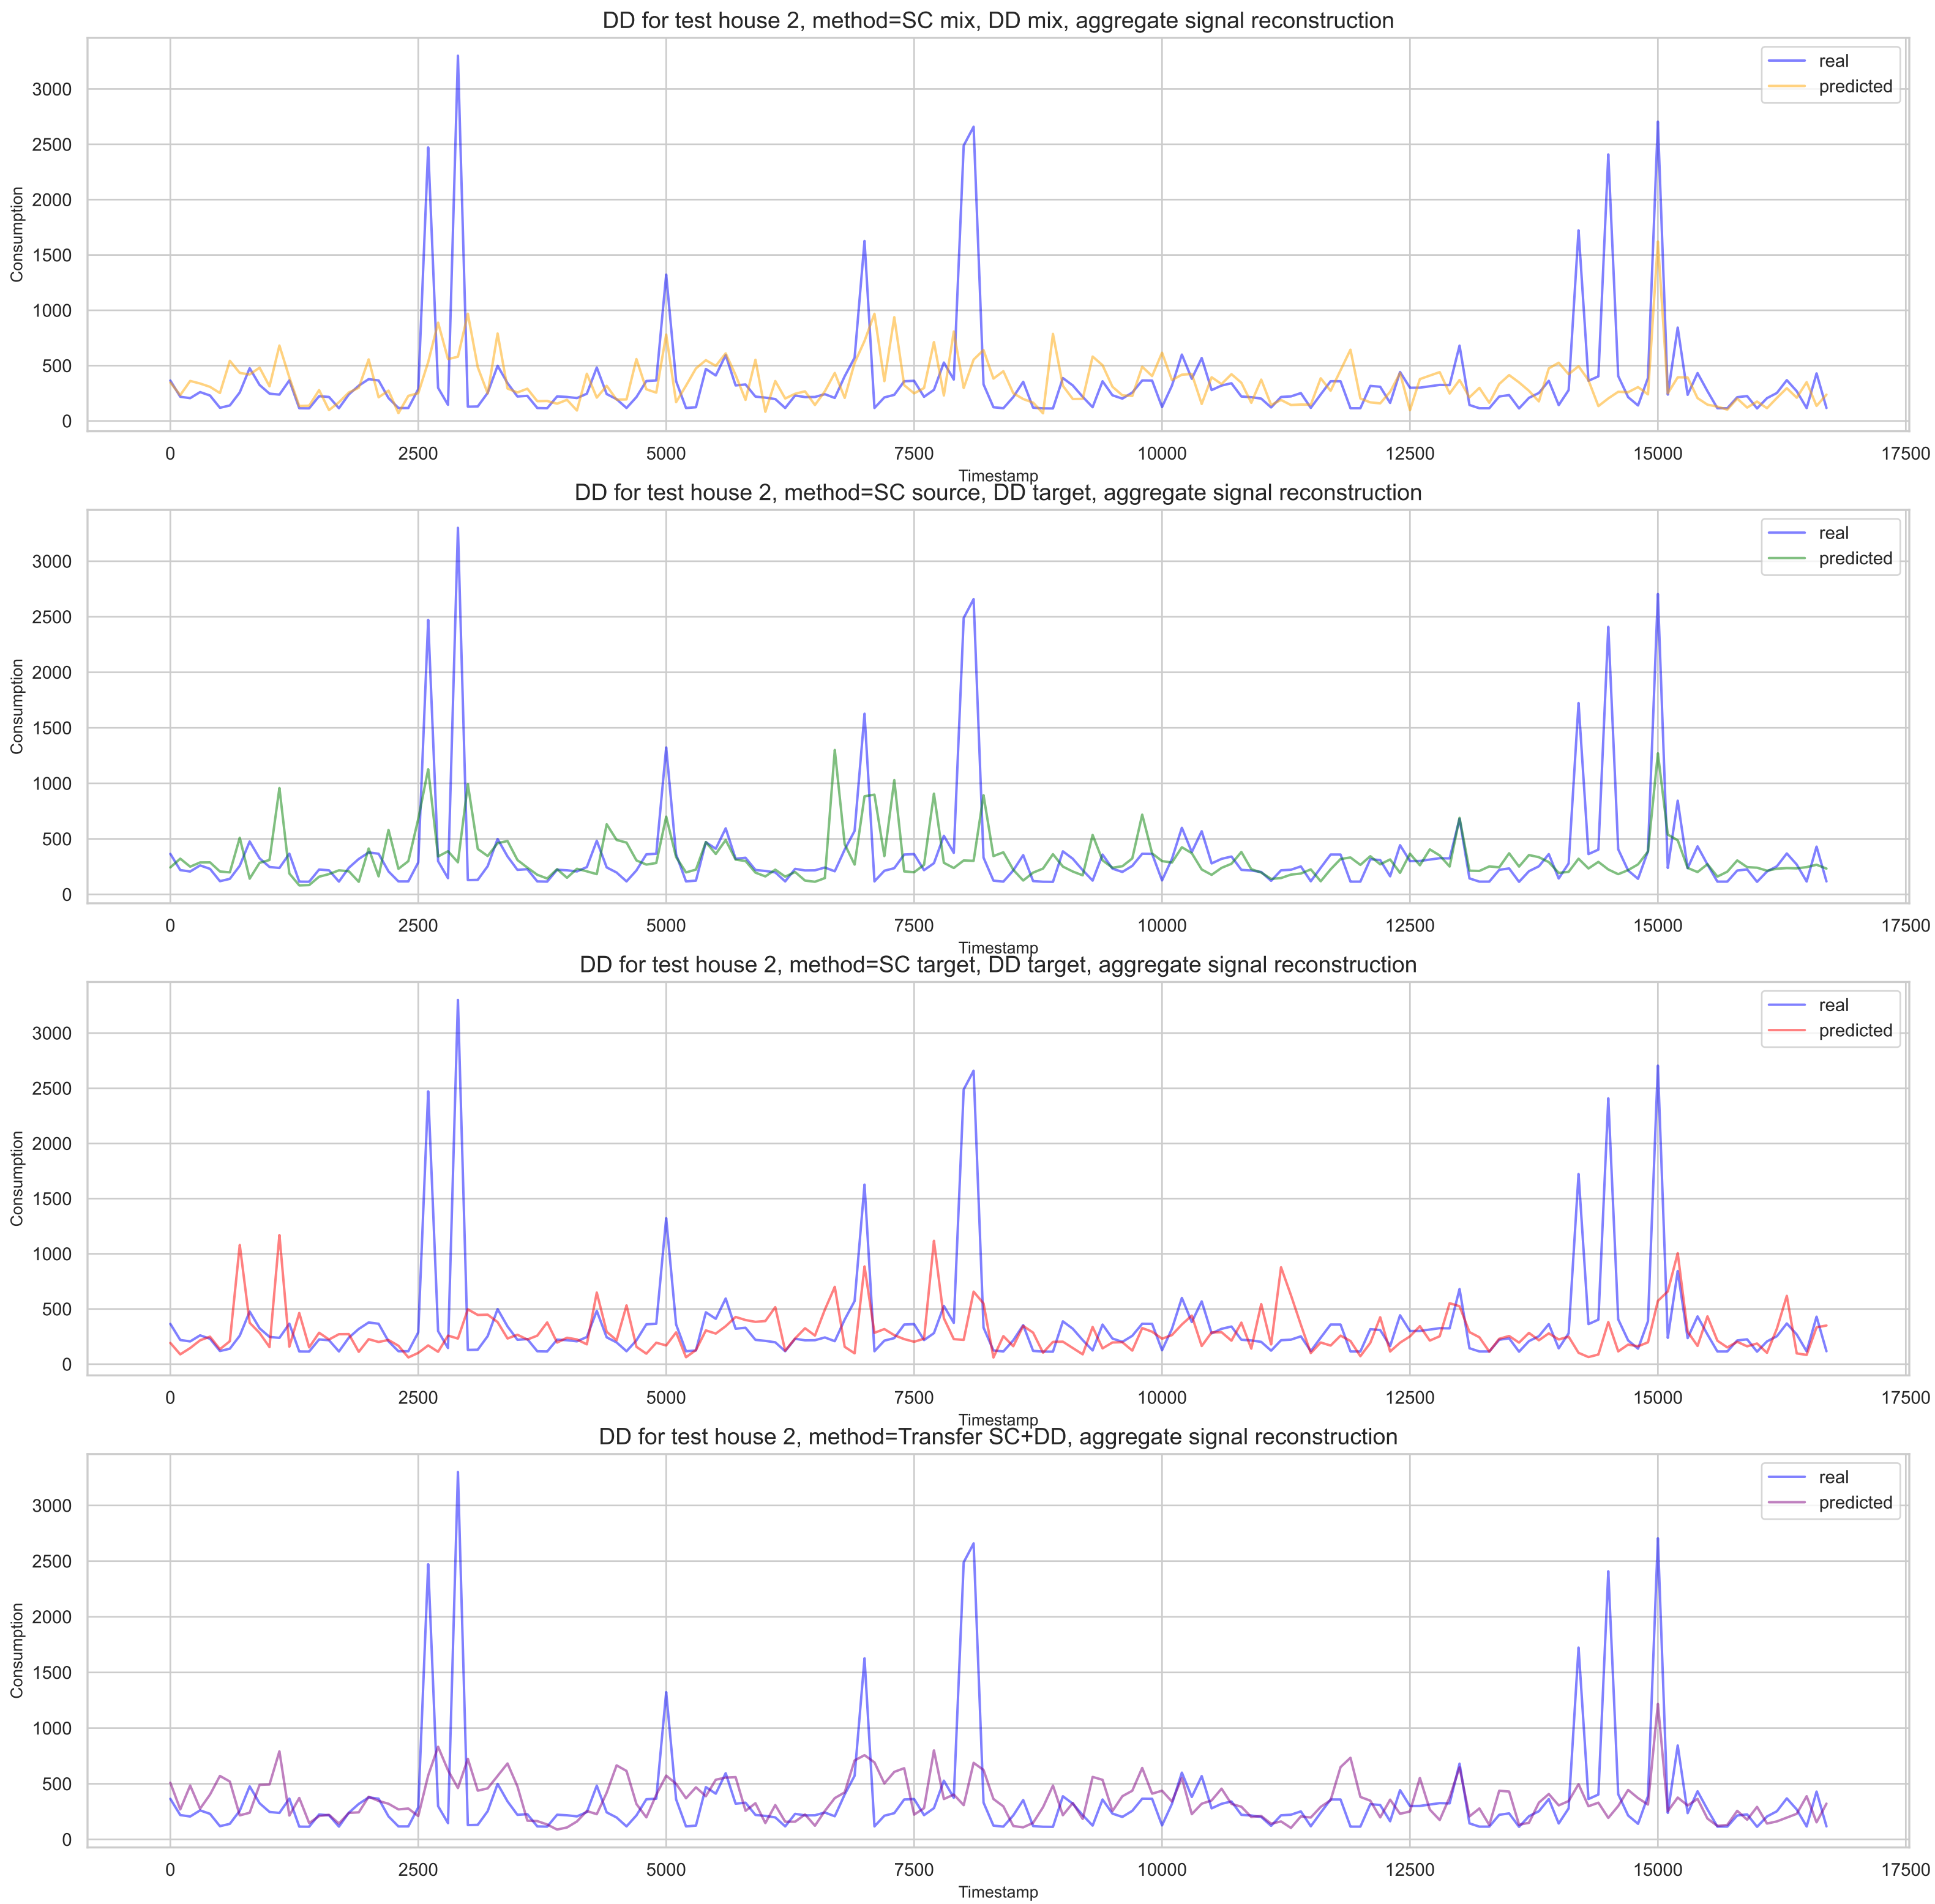 DD for test house 2, method=SC mix, DD mix, aggregate signal reconstruction
real
predicted
3000
2500
2000
1500
1000
500
0
Consumption
0 2500 5000 7500 10000 12500 15000 17500
Timestamp
DD for test house 2, method=SC source, DD target, aggregate signal reconstruction
real
predicted
3000
2500
2000
1500
1000
500
0
Consumption
0 2500 5000 7500 10000 12500 15000 17500
Timestamp
DD for test house 2, method=SC target, DD target, aggregate signal reconstruction
real
predicted
3000
2500
2000
1500
1000
500
0
Consumption
0 2500 5000 7500 10000 12500 15000 17500
Timestamp
DD for test house 2, method=Transfer SC+DD, aggregate signal reconstruction
real
predicted
3000
2500
2000
1500
1000
500
0
Consumption
0 2500 5000 7500 10000 12500 15000 17500
Timestamp